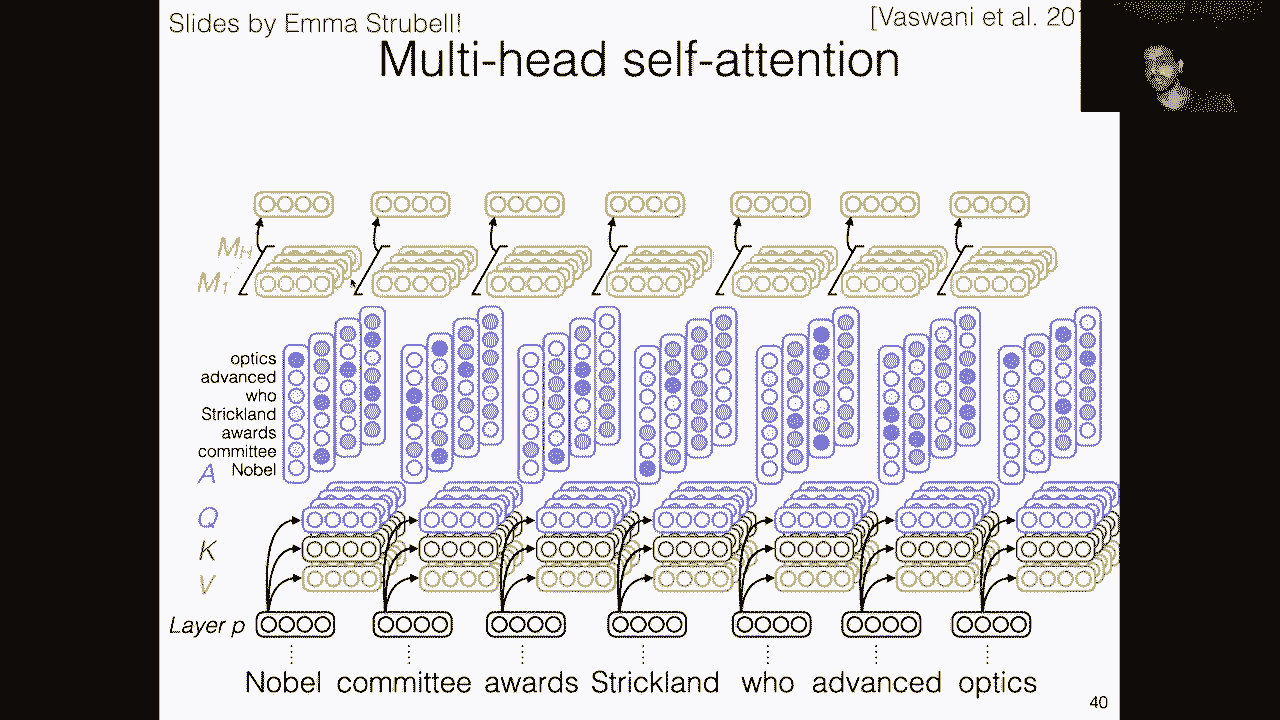 Slides by Emma Strubell!
[Vaswani et al. 20
Multi-head self-attention
M_H
M_1
optics
advanced
who
Strickland
awards
committee
Nobel
A
Q
K
V
Layer p
Nobel committee awards Strickland who advanced optics
40